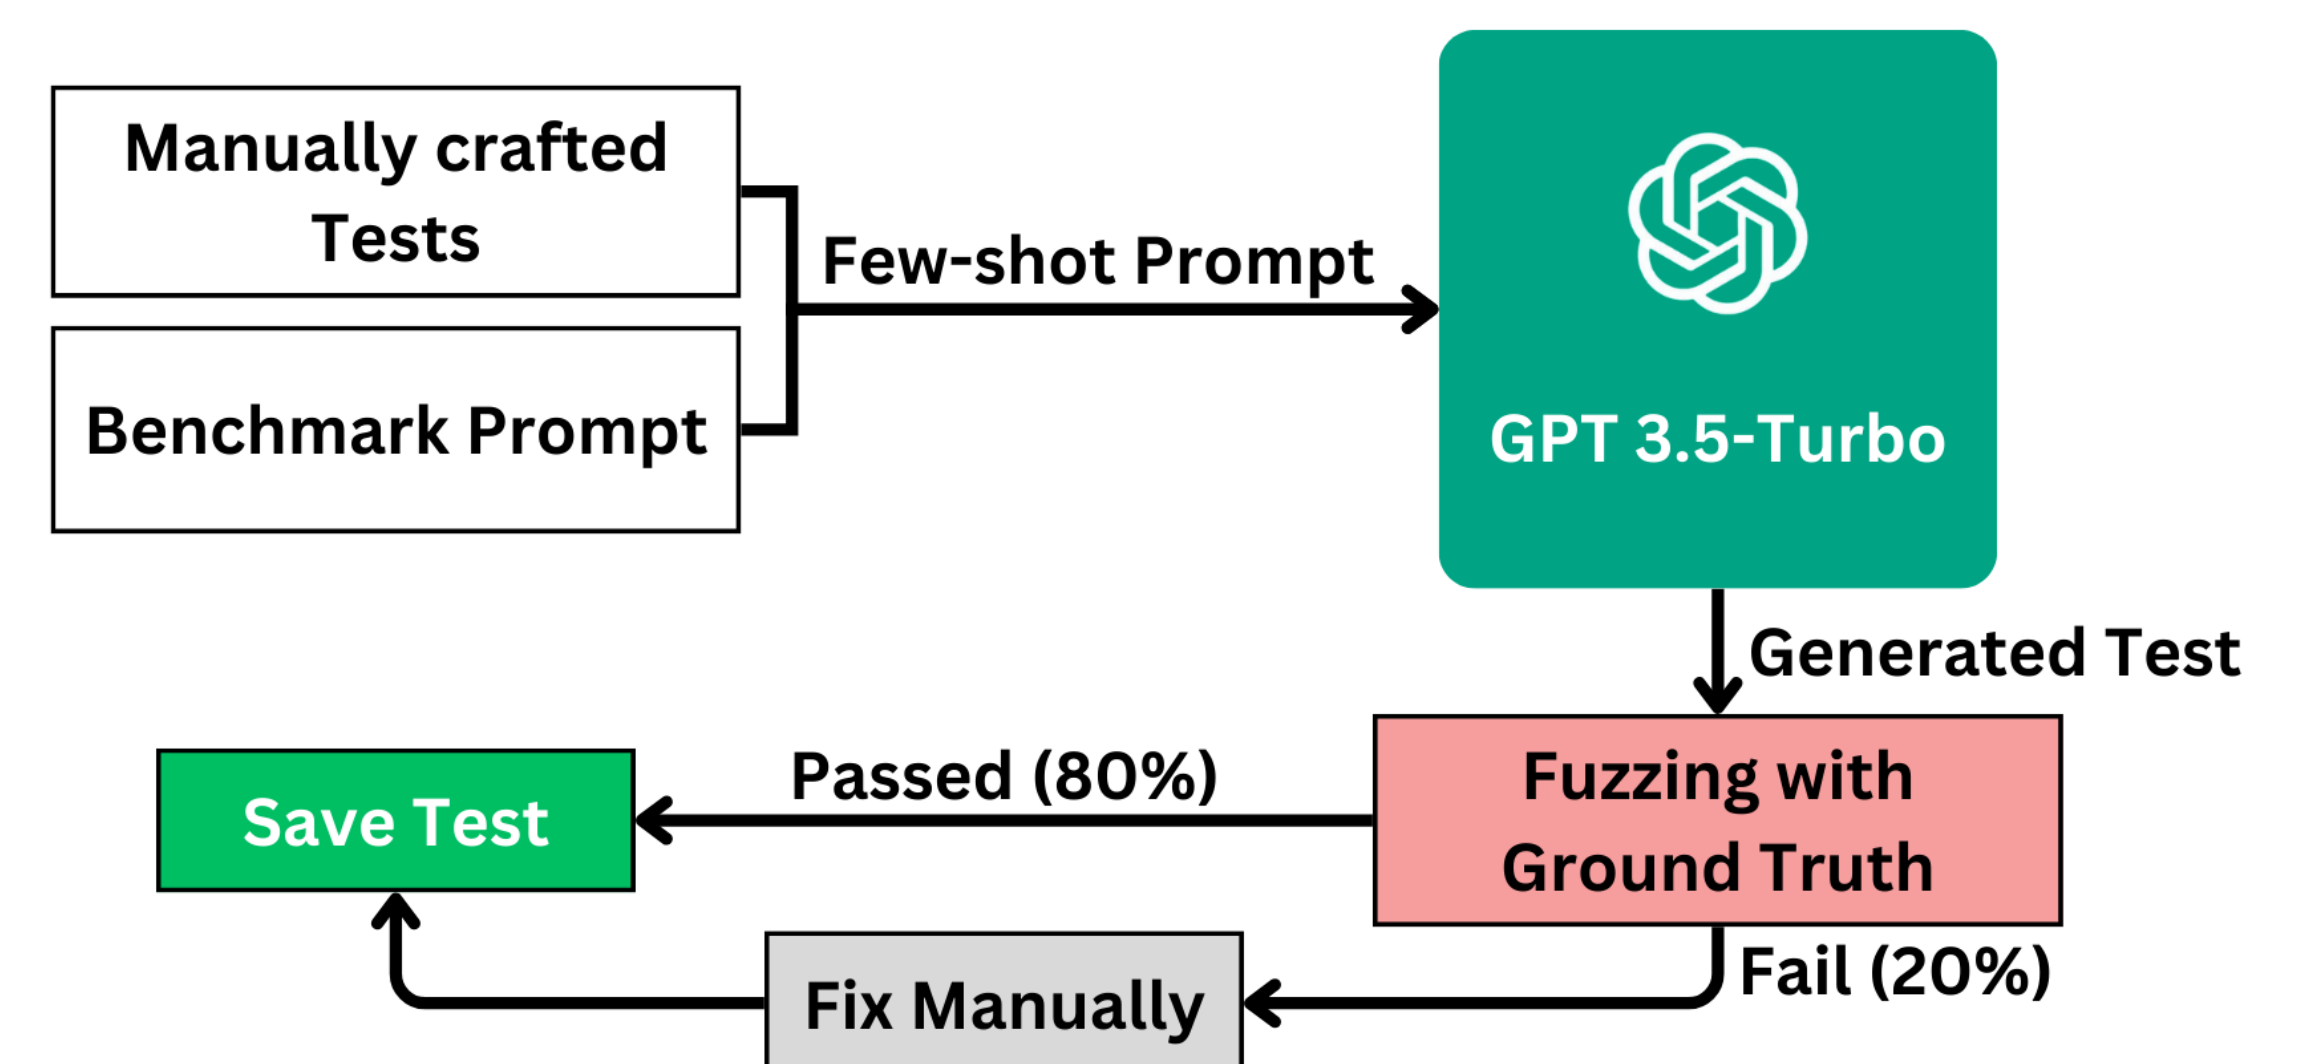 Manually crafted
Tests
Few-shot Prompt
Benchmark Prompt
GPT 3.5-Turbo
Generated Test
Fuzzing with
Ground Truth
Passed (80%)
Save Test
Fail (20%)
Fix Manually